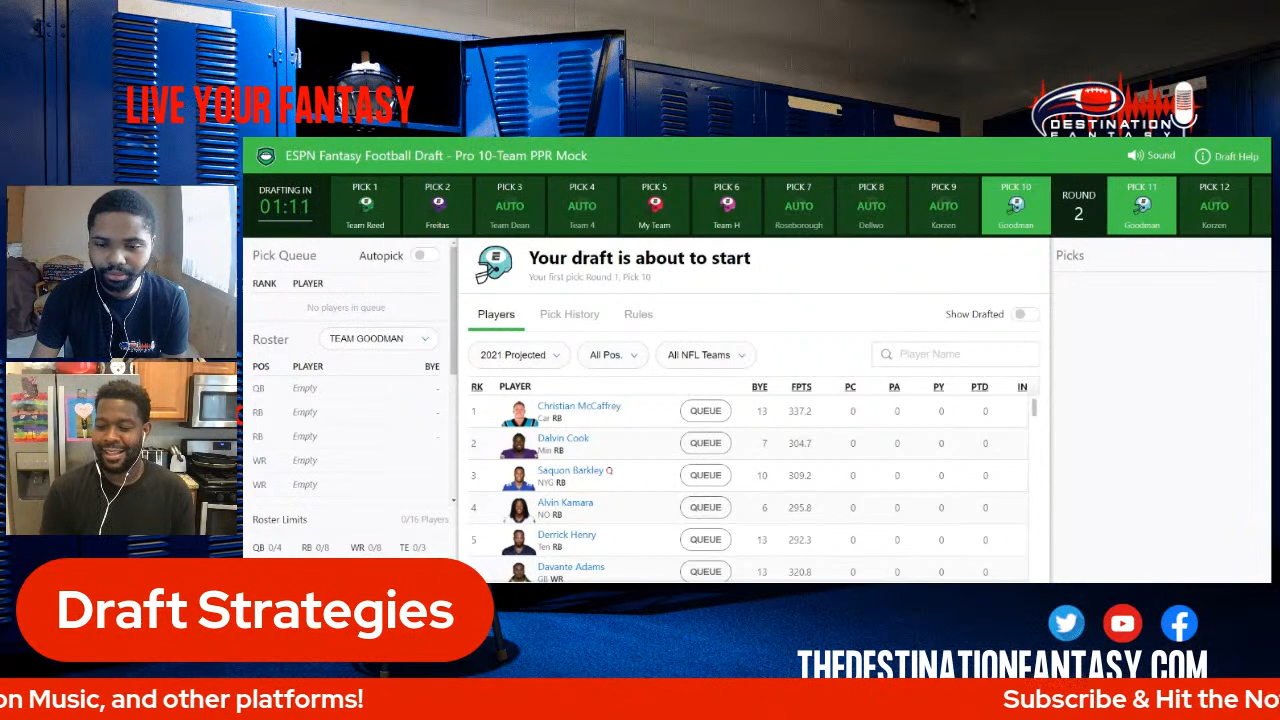 LIVE YOUR FANTASY
DESTINATION
FANTASY
ESPN Fantasy Football Draft - Pro 10-Team PPR Mock
Sound
Draft Help
DRAFTING IN
01:11
PICK 1
Team Reed
PICK 2
Freitas
PICK 3
AUTO
Team Dean
PICK 4
AUTO
Team 4
PICK 5
My Team
PICK 6
Team H
PICK 7
AUTO
Roseborough
PICK 8
AUTO
Dellwo
PICK 9
AUTO
Korzen
PICK 10
Goodman
ROUND
2
PICK 11
Goodman
PICK 12
AUTO
Korzen
Pick Queue
Autopick
RANK PLAYER
No players in queue
Roster
TEAM GOODMAN
POS PLAYER BYE
QB Empty -
RB Empty -
RB Empty -
WR Empty
WR Empty
Roster Limits 0/16 Players
QB 0/4 RB 0/8 WR 0/8 TE 0/3
Your draft is about to start
Your first pick: Round 1, Pick 10
Players Pick History Rules
Show Drafted
2021 Projected All Pos. All NFL Teams
Player Name
RK PLAYER BYE FPTS PC PA PY PTD IN
1 Christian McCaffrey Car RB QUEUE 13 337.2 0 0 0 0
2 Dalvin Cook Min RB QUEUE 7 304.7 0 0 0 0
3 Saquon Barkley Q NYG RB QUEUE 10 309.2 0 0 0 0
4 Alvin Kamara NO RB QUEUE 6 295.8 0 0 0 0
5 Derrick Henry Ten RB QUEUE 13 292.3 0 0 0 0
Davante Adams GB WR QUEUE 13 320.8 0 0 0 0
Picks
Draft Strategies
THEDESTINATIONFANTASY.COM
on Music, and other platforms!
Subscribe & Hit the No